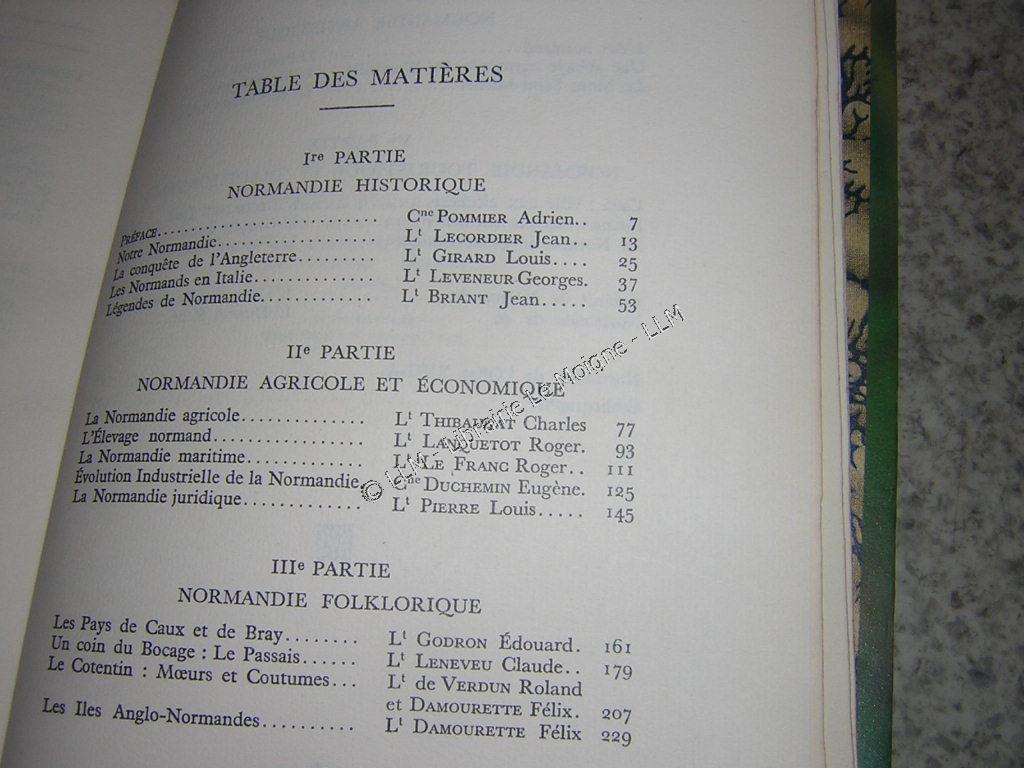 TABLE DES MATIÈRES
Ire PARTIE
NORMANDIE HISTORIQUE
PRÉFACE........................ Cne POMMIER Adrien.. 7
Notre Normandie.................. Lt LECORDIER Jean.. 13
La conquête de l'Angleterre......... Lt GIRARD Louis.... 25
Les Normands en Italie.............. Lt LEVENEUR Georges. 37
Légendes de Normandie............. Lt BRIANT Jean..... 53
IIe PARTIE
NORMANDIE AGRICOLE ET ÉCONOMIQUE
La Normandie agricole.............. Lt THIBAULT Charles 77
L'Élevage normand................. Lt LANQUETOT Roger. 93
La Normandie maritime............. Lt LE FRANC Roger.. 111
Évolution Industrielle de la Normandie. Cne DUCHEMIN Eugène. 125
La Normandie juridique............. Lt PIERRE Louis..... 145
IIIe PARTIE
NORMANDIE FOLKLORIQUE
Les Pays de Caux et de Bray........ Lt GODRON Édouard. 161
Un coin du Bocage : Le Passais...... Lt LENEVEU Claude.. 179
Le Cotentin : Mœurs et Coutumes... Lt de VERDUN Roland
et DAMOURETTE Félix. 207
Les Iles Anglo-Normandes.......... Lt DAMOURETTE Félix 229
© LLM - Librairie Le Moigne - LLM